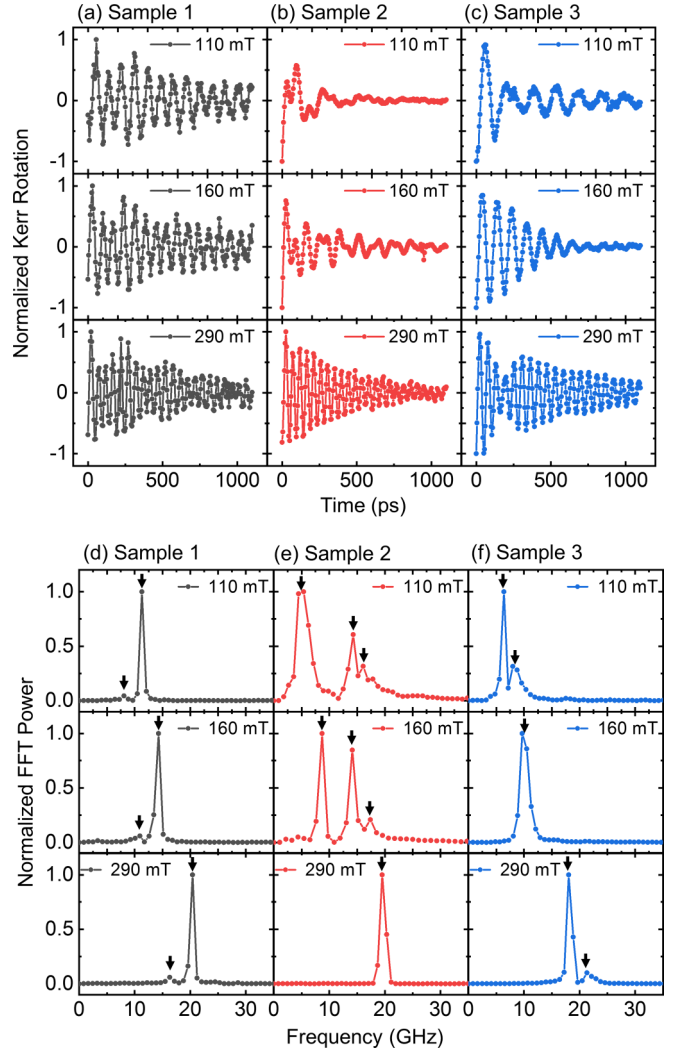 (a) Sample 1
(b) Sample 2
(c) Sample 3
110 mT
110 mT
110 mT
1
0
-1
160 mT
160 mT
160 mT
1
0
-1
290 mT
290 mT
290 mT
1
0
-1
Normalized Kerr Rotation
0 500 1000
0 500 1000
0 500 1000
Time (ps)
(d) Sample 1
(e) Sample 2
(f) Sample 3
110 mT
110 mT
110 mT
1.0
0.5
0.0
160 mT
160 mT
160 mT
1.0
0.5
0.0
290 mT
290 mT
290 mT
1.0
0.5
0.0
Normalized FFT Power
0 10 20 30
0 10 20 30
0 10 20 30
Frequency (GHz)